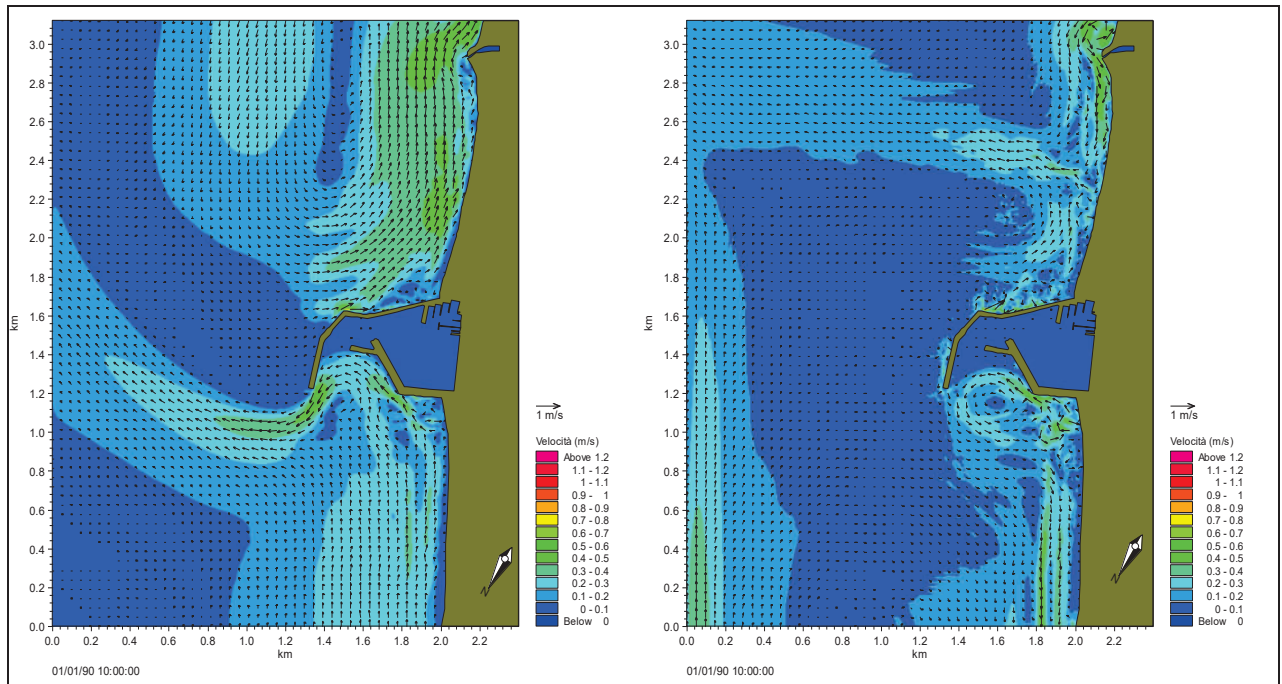 3.0
2.8
2.6
2.4
2.2
2.0
1.8
1.6
1.4
1.2
1.0
0.8
0.6
0.4
0.2
0.0
km
0.0 0.2 0.4 0.6 0.8 1.0 1.2 1.4 1.6 1.8 2.0 2.2
km
01/01/90 10:00:00
1 m/s
Velocità (m/s)
Above 1.2
1.1 - 1.2
1 - 1.1
0.9 - 1
0.8 - 0.9
0.7 - 0.8
0.6 - 0.7
0.5 - 0.6
0.4 - 0.5
0.3 - 0.4
0.2 - 0.3
0.1 - 0.2
0 - 0.1
Below 0
N
3.0
2.8
2.6
2.4
2.2
2.0
1.8
1.6
1.4
1.2
1.0
0.8
0.6
0.4
0.2
0.0
km
0.0 0.2 0.4 0.6 0.8 1.0 1.2 1.4 1.6 1.8 2.0 2.2
km
01/01/90 10:00:00
1 m/s
Velocità (m/s)
Above 1.2
1.1 - 1.2
1 - 1.1
0.9 - 1
0.8 - 0.9
0.7 - 0.8
0.6 - 0.7
0.5 - 0.6
0.4 - 0.5
0.3 - 0.4
0.2 - 0.3
0.1 - 0.2
0 - 0.1
Below 0
N